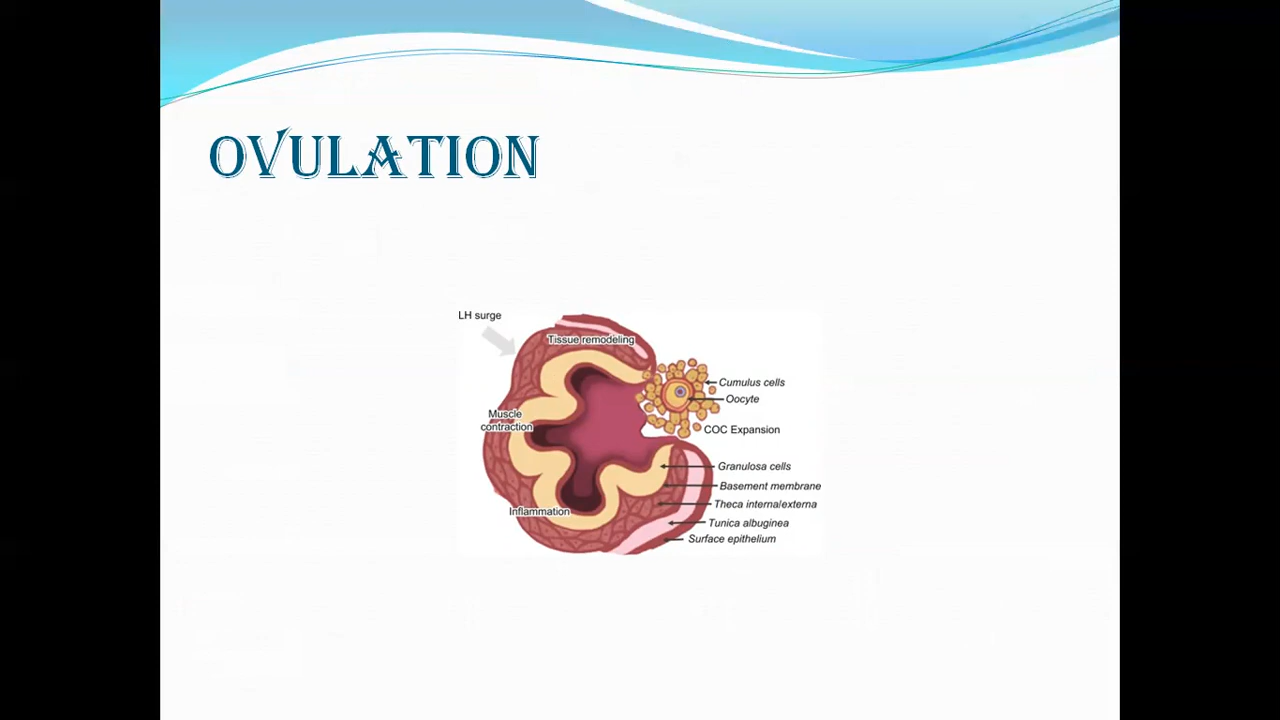 OVULATION
LH surge
Tissue remodeling
Cumulus cells
Oocyte
Muscle
contraction
COC Expansion
Granulosa cells
Basement membrane
Theca interna/externa
Inflammation
Tunica albuginea
Surface epithelium